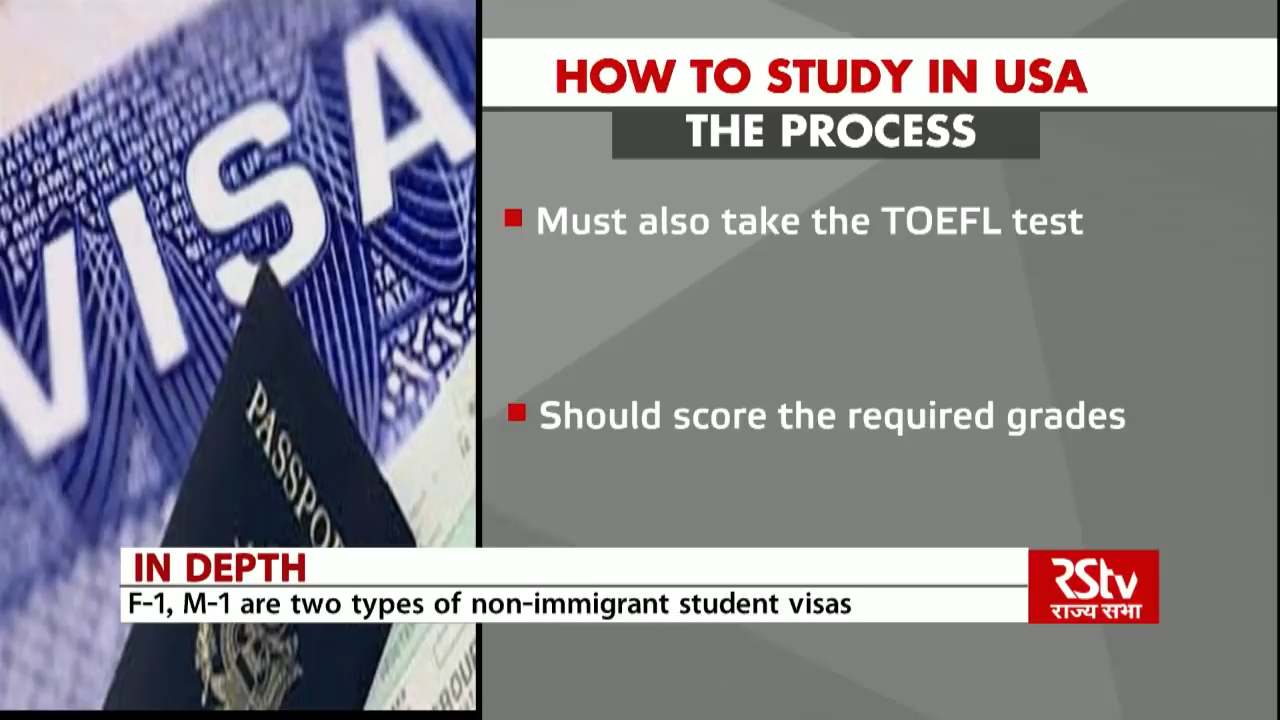 VISA
PASSPO
HOW TO STUDY IN USA
THE PROCESS
Must also take the TOEFL test
Should score the required grades
IN DEPTH
F-1, M-1 are two types of non-immigrant student visas
RStv
राज्य सभा